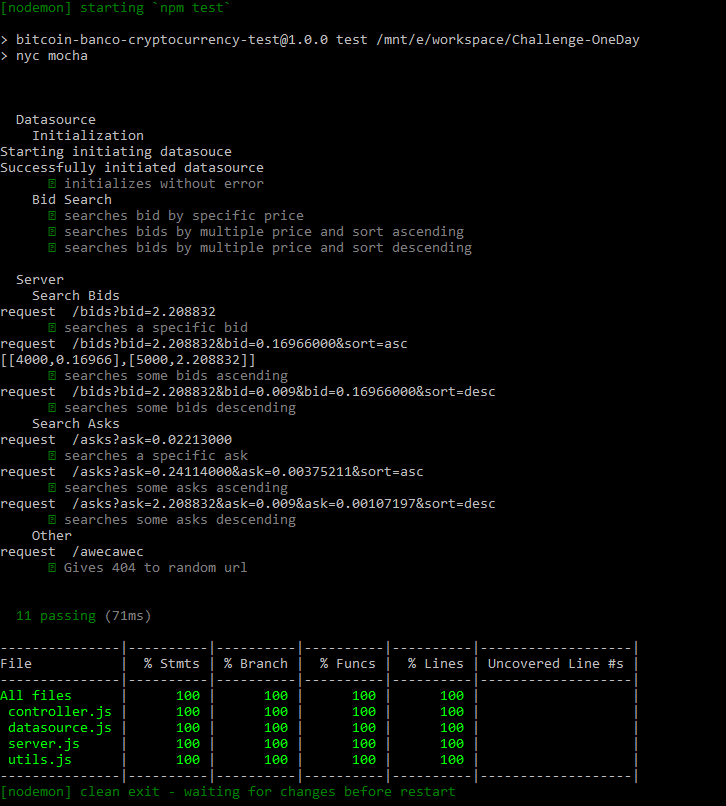 [nodemon] starting `npm test`
> bitcoin-banco-cryptocurrency-test@1.0.0 test /mnt/e/workspace/Challenge-OneDay
> nyc mocha
Datasource
Initialization
Starting initiating datasouce
Successfully initiated datasource
initializes without error
Bid Search
searches bid by specific price
searches bids by multiple price and sort ascending
searches bids by multiple price and sort descending
Server
Search Bids
request  /bids?bid=2.208832
searches a specific bid
request  /bids?bid=2.208832&bid=0.16966000&sort=asc
[[4000,0.16966],[5000,2.208832]]
searches some bids ascending
request  /bids?bid=2.208832&bid=0.009&bid=0.16966000&sort=desc
searches some bids descending
Search Asks
request  /asks?ask=0.02213000
searches a specific ask
request  /asks?ask=0.24114000&ask=0.00375211&sort=asc
searches some asks ascending
request  /asks?ask=2.208832&ask=0.009&ask=0.00107197&sort=desc
searches some asks descending
Other
request  /awecawec
Gives 404 to random url
11 passing (71ms)
---------------|----------|----------|----------|----------|-------------------|
File           |  % Stmts | % Branch |  % Funcs |  % Lines | Uncovered Line #s |
---------------|----------|----------|----------|----------|-------------------|
All files      |      100 |      100 |      100 |      100 |                   |
controller.js |      100 |      100 |      100 |      100 |                   |
datasource.js |      100 |      100 |      100 |      100 |                   |
server.js     |      100 |      100 |      100 |      100 |                   |
utils.js      |      100 |      100 |      100 |      100 |                   |
---------------|----------|----------|----------|----------|-------------------|
[nodemon] clean exit - waiting for changes before restart